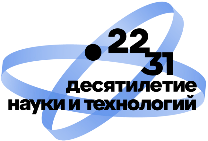 22
31
десятилетие
науки и технологий